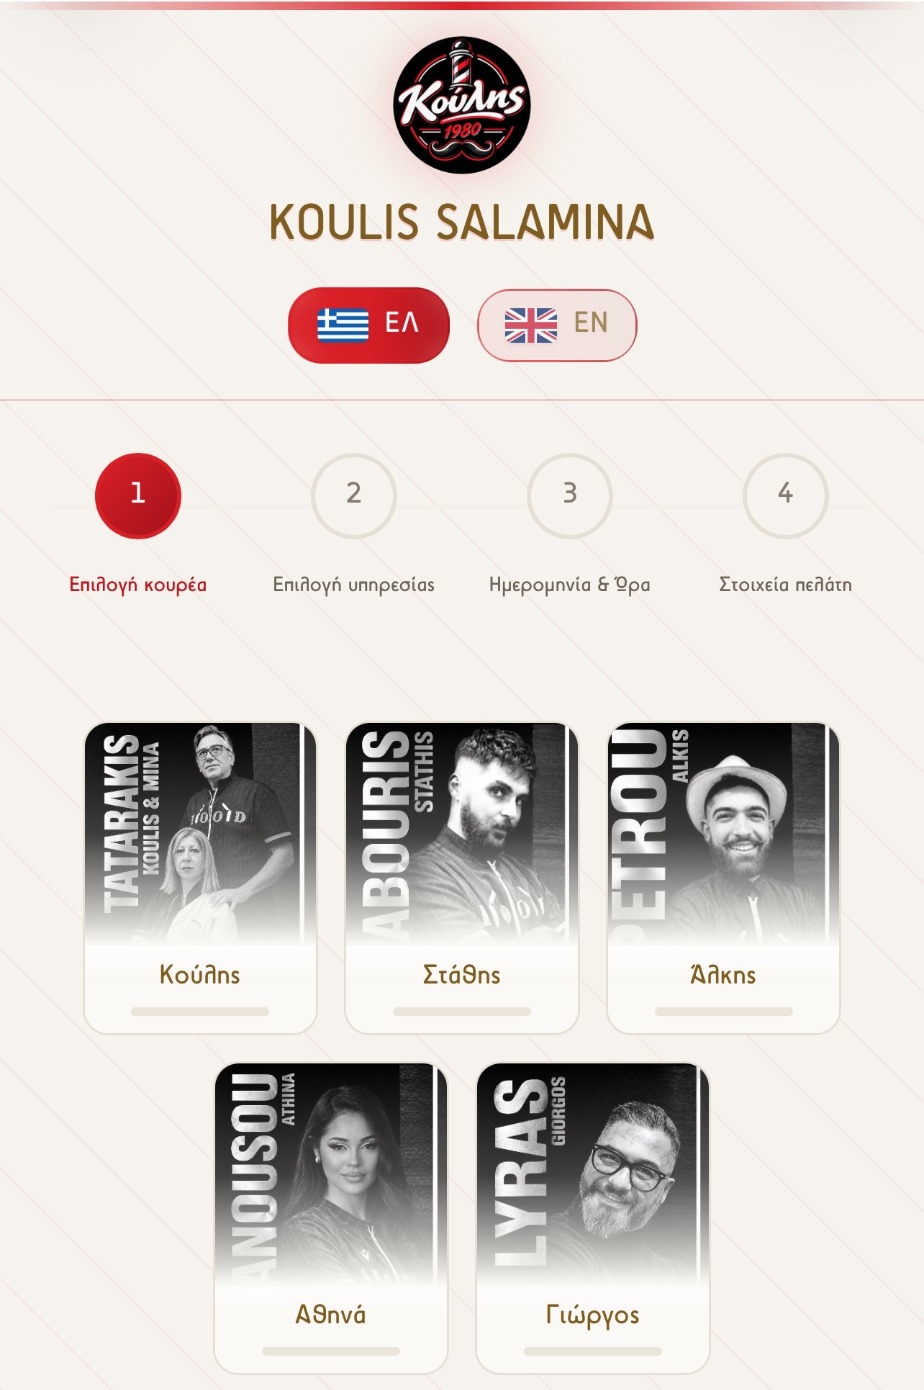 Κούλης
1980
KOULIS SALAMINA
ΕΛ
EN
1
2
3
4
Επιλογή κουρέα
Επιλογή υπηρεσίας
Ημερομηνία & Ώρα
Στοιχεία πελάτη
TATARAKIS
KOULIS & MINA
ABOURIS
STATHIS
PETROU
ALKIS
Κούλης
Στάθης
Άλκης
ANOUSOU
ATHINA
LYRAS
GIORGOS
Αθηνά
Γιώργος